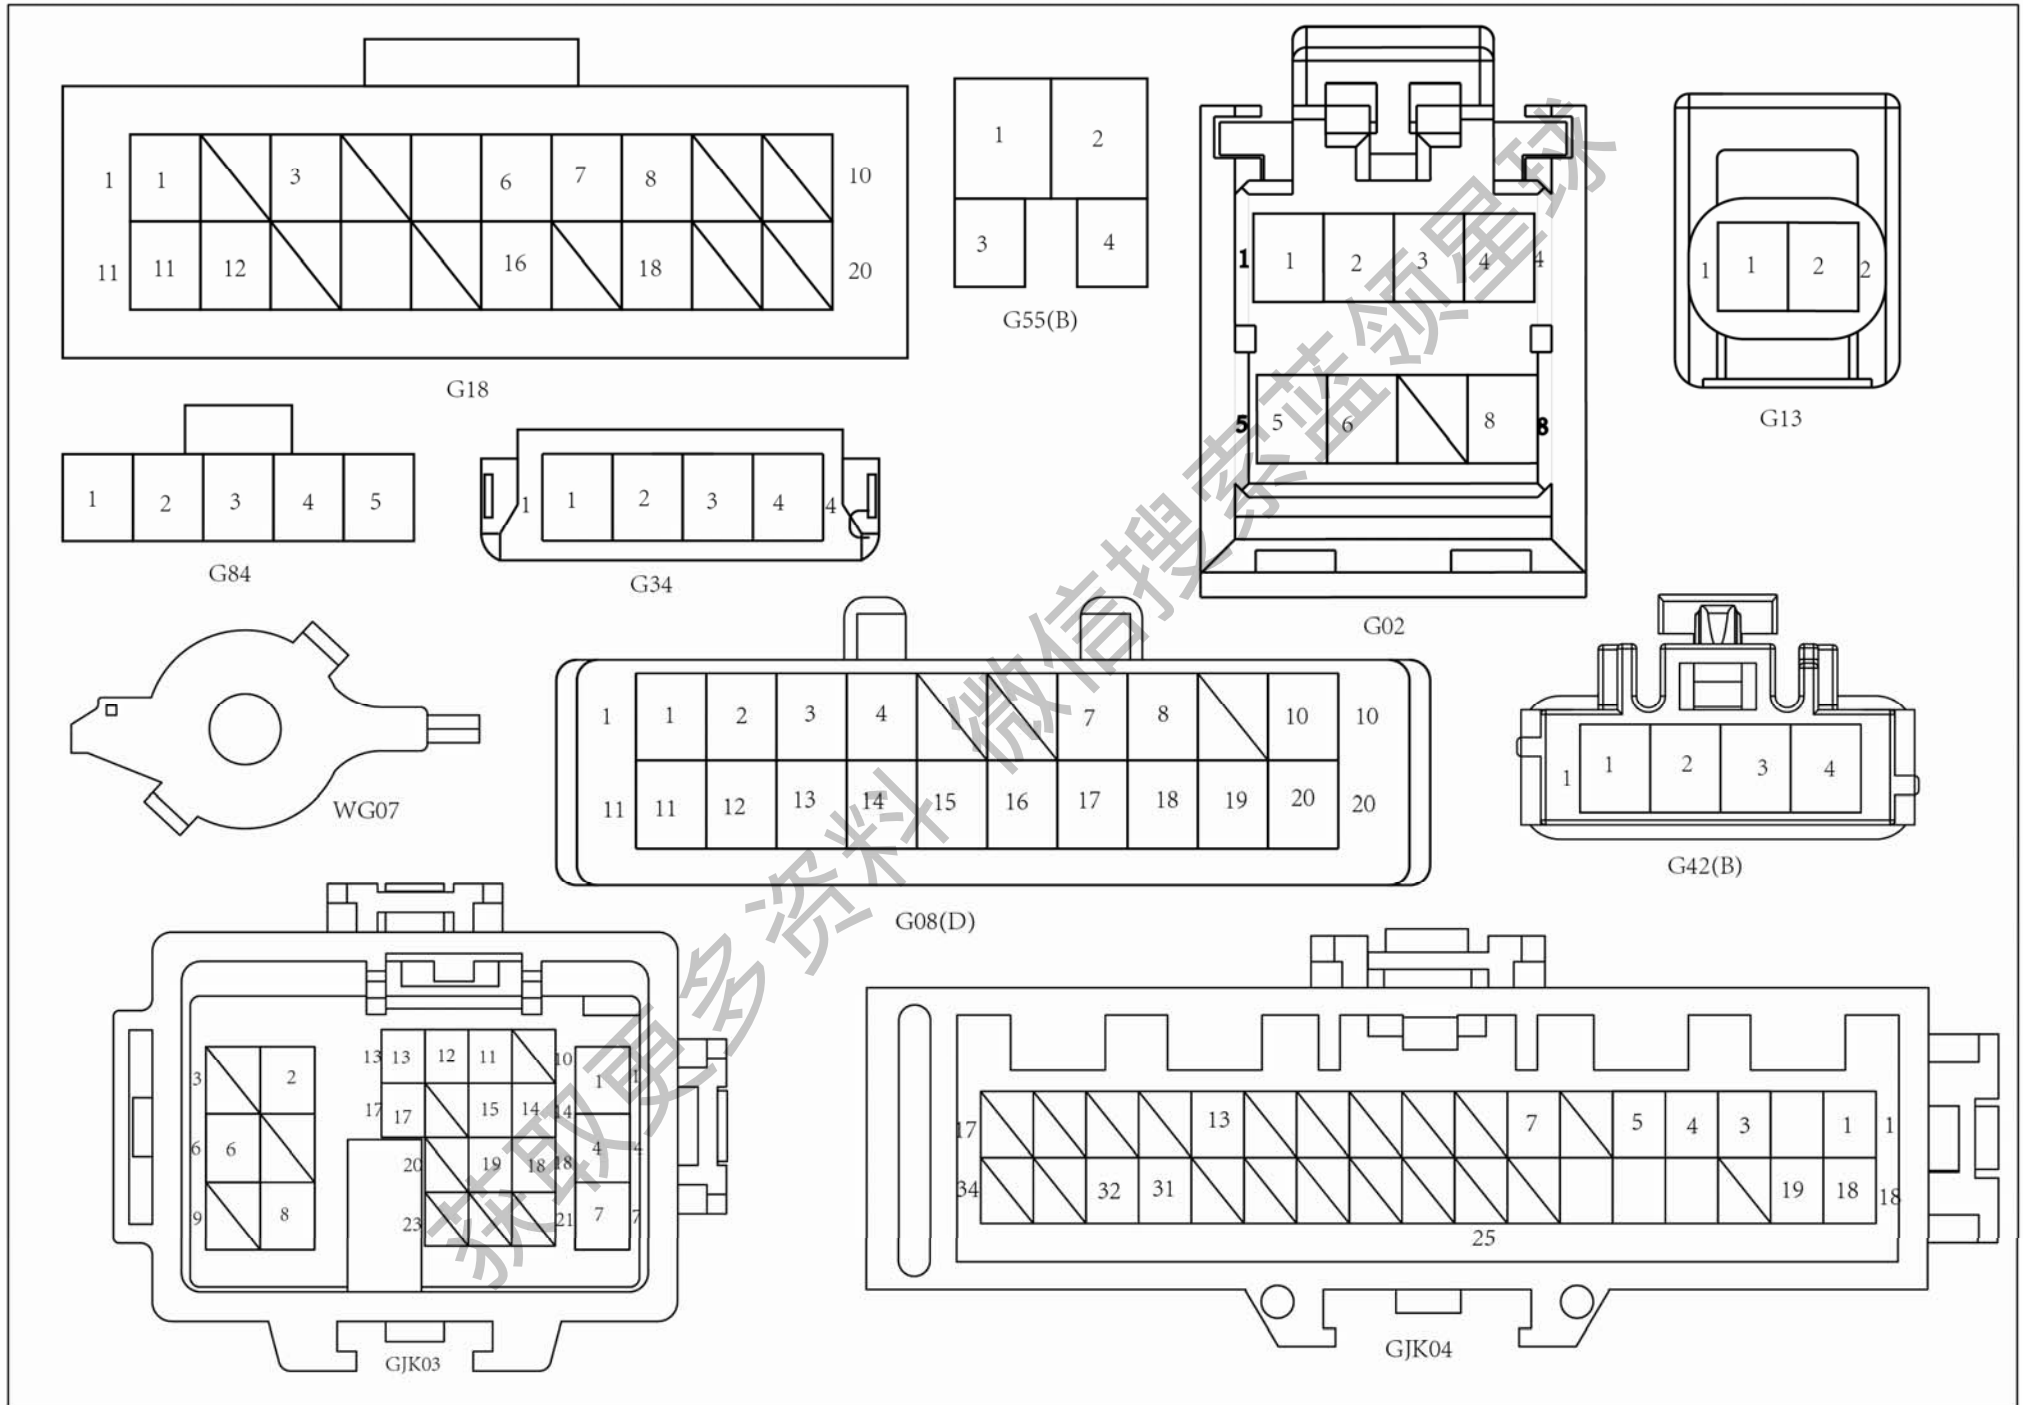 1 1 3 6 7 8 10
11 11 12 16 18 20
G18
1 2
3 4
G55(B)
1 1 2 3 4 4
5 5 6 8 8
G02
1 1 2 2
G13
1 2 3 4 5
G84
1 1 2 3 4 4
G34
WG07
1 1 2 3 4 7 8 10 10
11 11 12 13 14 15 16 17 18 19 20 20
G08(D)
1 1 2 3 4
G42(B)
3 2 13 13 12 11 10 1 1
17 17 15 14 14
6 6 20 19 18 18 4 4
9 8 23 21 7 7
GJK03
17 13 7 5 4 3 1 1
34 32 31 19 18 18
25
GJK04
获取更多资料 微信搜索蓝领星球